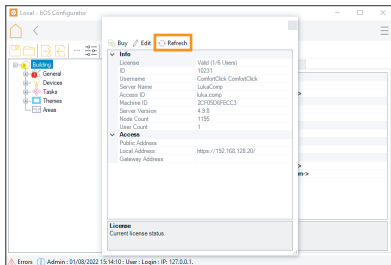 Local - bOS Configurator
Buy Edit Refresh
Building
General
Devices
Tasks
Themes
Areas
Info
License Valid (1/6 Users)
ID 10231
Username ComfortClick ComfortClick
Server Name LukaComp
Access ID luka.comp
Machine ID 2CF05D6FECC3
Server Version 4.9.8
Node Count 1195
User Count 1
Access
Public Address
Local Address https://192.168.128.20/
Gateway Address
License
Current license status.
Errors Admin : 01/08/2022 15:14:10 : User : Login : IP: 127.0.0.1.